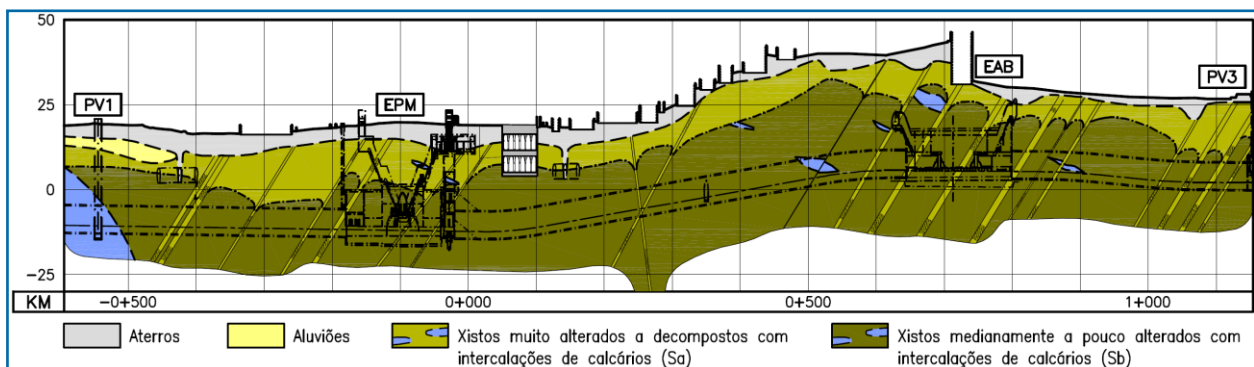 50
25
0
-25
PV1
EPM
EAB
PV3
KM
-0+500
0+000
0+500
1+000
Aterros
Aluviões
Xistos muito alterados a decompostos com
intercalações de calcários (Sa)
Xistos medianamente a pouco alterados com
intercalações de calcários (Sb)